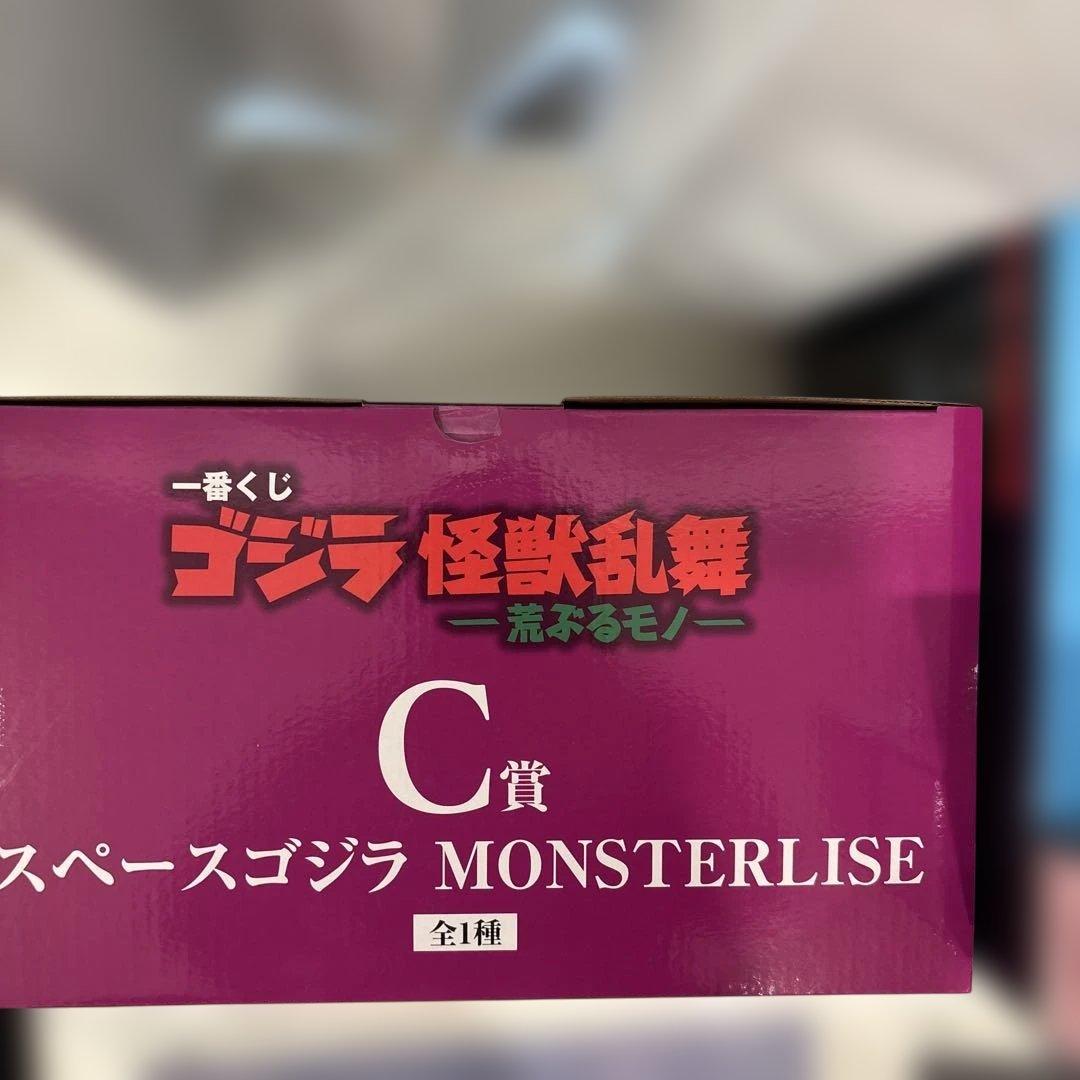 一番くじ
ゴジラ 怪獣乱舞
—荒ぶるモノ—
C賞
スペースゴジラ MONSTERLISE
全1種